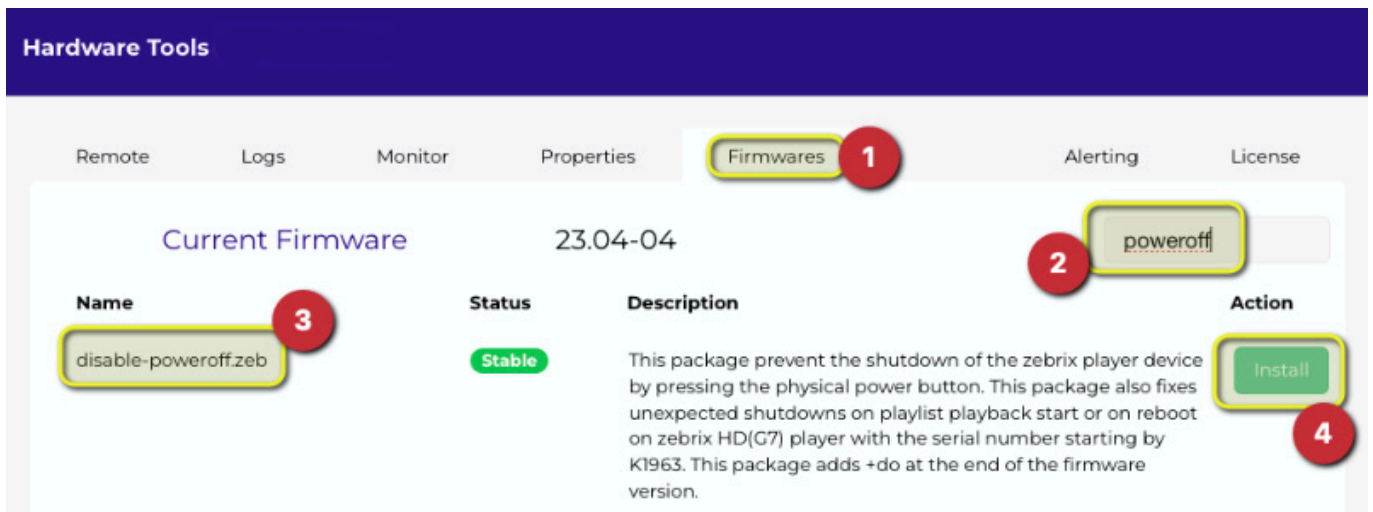 Hardware Tools
Remote Logs Monitor Properties Firmwares 1 Alerting License
Current Firmware 23.04-04 2 poweroff
Name 3 Status Description Action
disable-poweroff.zeb Stable This package prevent the shutdown of the zebrix player device Install
by pressing the physical power button. This package also fixes
unexpected shutdowns on playlist playback start or on reboot
on zebrix HD(G7) player with the serial number starting by 4
K1963. This package adds +do at the end of the firmware
version.